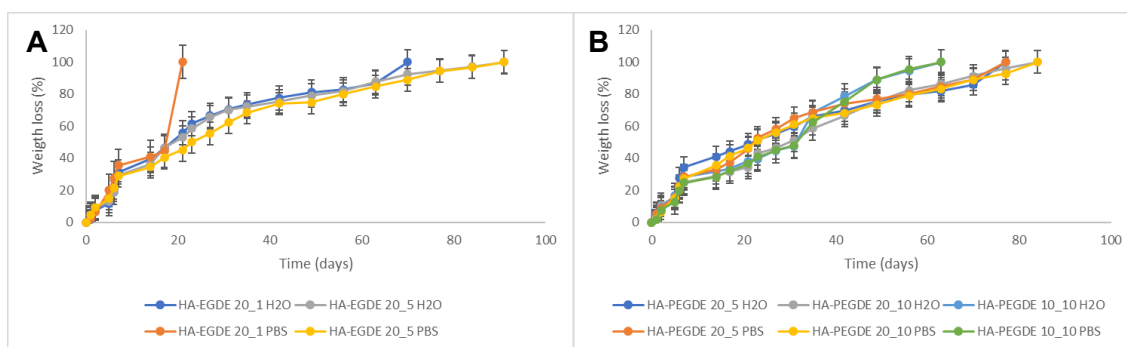 A
Weigth loss (%)
120
100
80
60
40
20
0
0 20 40 60 80 100
Time (days)
HA-EGDE 20_1 H2O HA-EGDE 20_5 H2O
HA-EGDE 20_1 PBS HA-EGDE 20_5 PBS
B
Weigth loss (%)
120
100
80
60
40
20
0
0 20 40 60 80 100
Time (days)
HA-PEGDE 20_5 H2O HA-PEGDE 20_10 H2O HA-PEGDE 10_10 H2O
HA-PEGDE 20_5 PBS HA-PEGDE 20_10 PBS HA-PEGDE 10_10 PBS